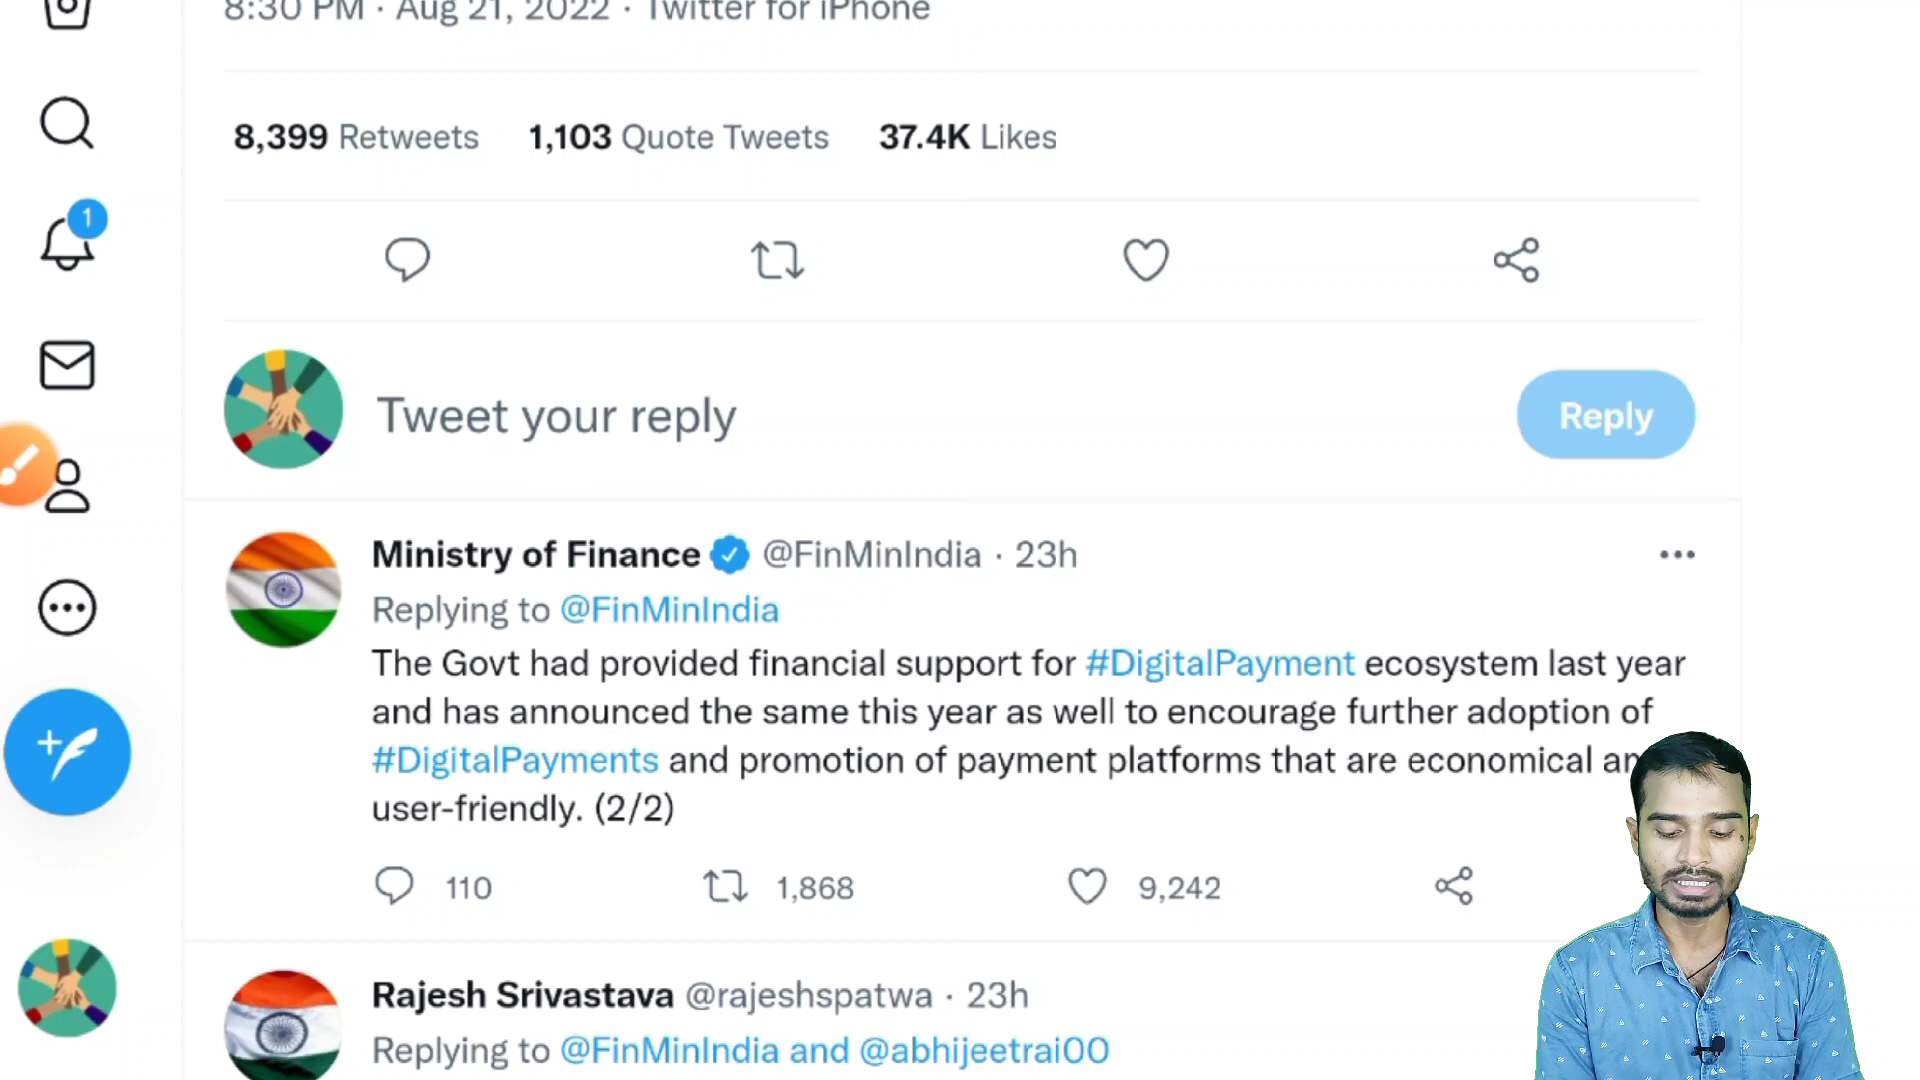 8:30 PM · Aug 21, 2022 · Twitter for iPhone
8,399 Retweets 1,103 Quote Tweets 37.4K Likes
1
Tweet your reply
Reply
Ministry of Finance @FinMinIndia · 23h
Replying to @FinMinIndia
The Govt had provided financial support for #DigitalPayment ecosystem last year
and has announced the same this year as well to encourage further adoption of
#DigitalPayments and promotion of payment platforms that are economical an
user-friendly. (2/2)
110 1,868 9,242
Rajesh Srivastava @rajeshspatwa · 23h
Replying to @FinMinIndia and @abhijeetrai00